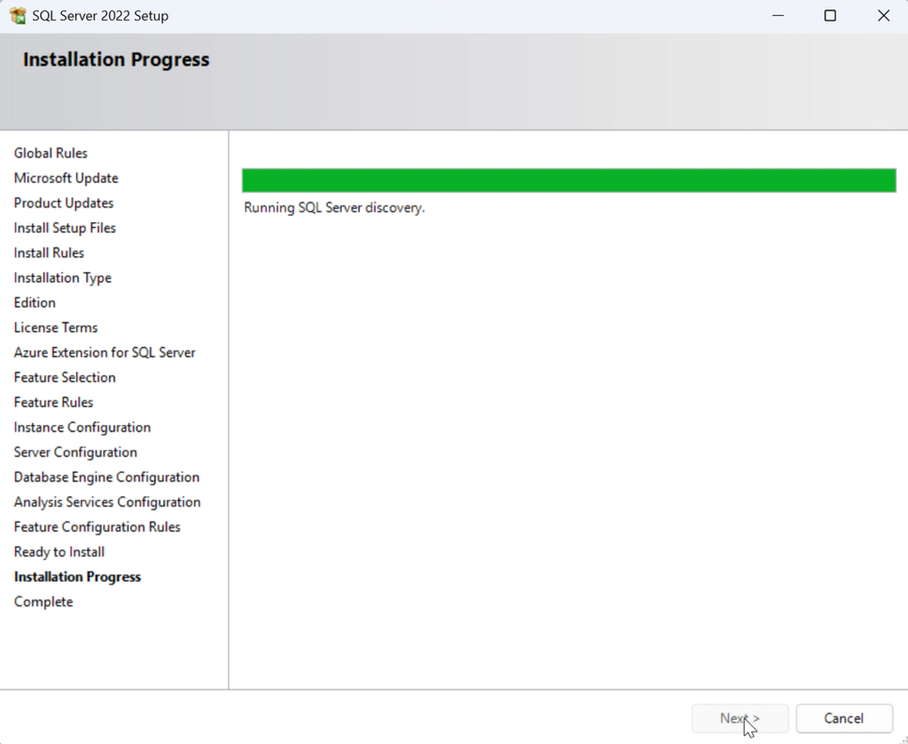 SQL Server 2022 Setup
Installation Progress
Global Rules
Microsoft Update
Product Updates
Install Setup Files
Install Rules
Installation Type
Edition
License Terms
Azure Extension for SQL Server
Feature Selection
Feature Rules
Instance Configuration
Server Configuration
Database Engine Configuration
Analysis Services Configuration
Feature Configuration Rules
Ready to Install
Installation Progress
Complete
Running SQL Server discovery.
Next >
Cancel